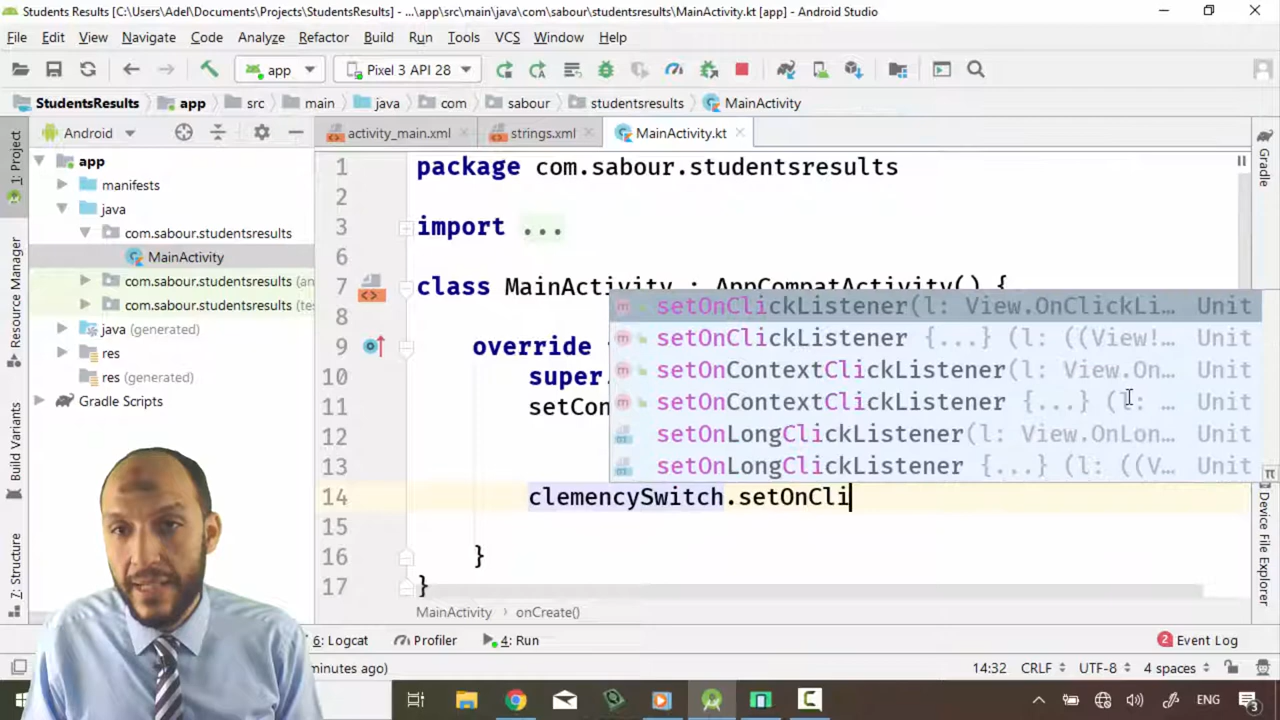 Students Results [C:\Users\Adel\Documents\Projects\StudentsResults] - ...\app\src\main\java\com\sabour\studentsresults\MainActivity.kt [app] - Android Studio
File Edit View Navigate Code Analyze Refactor Build Run Tools VCS Window Help
app Pixel 3 API 28
StudentsResults app src main java com sabour studentsresults MainActivity
Android activity_main.xml strings.xml MainActivity.kt
1: Project
Resource Manager
Build Variants
7: Structure
app
manifests
java
com.sabour.studentsresults
MainActivity
com.sabour.studentsresults (an
com.sabour.studentsresults (tes
java (generated)
res
res (generated)
Gradle Scripts
1 package com.sabour.studentsresults
2
3 import ...
6
7 class MainActivity : AppCompatActivity() {
8
9 override
10 super.
11 setCon
12
13
14 clemencySwitch.setOnCli
15
16 }
17 }
setOnClickListener(l: View.OnClickLi... Unit
setOnClickListener {...} (l: ((View!... Unit
setOnContextClickListener(l: View.On... Unit
setOnContextClickListener {...} (l: ... Unit
setOnLongClickListener(l: View.OnLon... Unit
setOnLongClickListener {...} (l: ((V... Unit
Gradle
Device File Explorer
MainActivity onCreate()
6: Logcat Profiler 4: Run 2 Event Log
minutes ago) 14:32 CRLF UTF-8 4 spaces
ENG 3